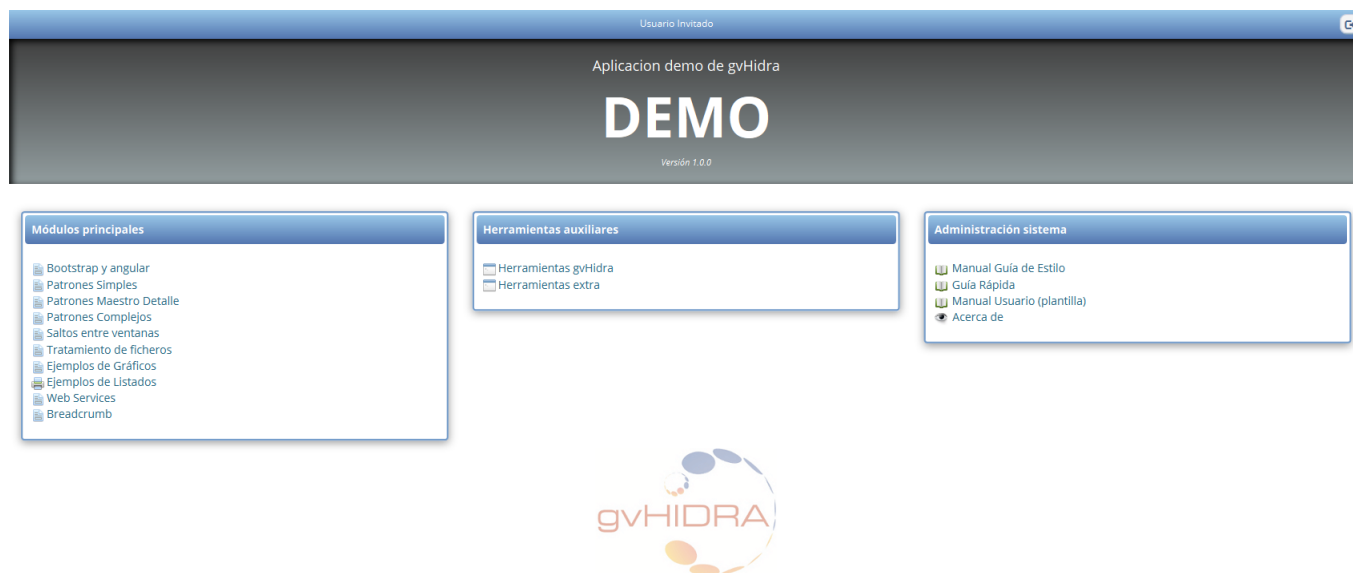 Usuario Invitado
Aplicacion demo de gvHidra
DEMO
Versión 1.0.0
Módulos principales
Bootstrap y angular
Patrones Simples
Patrones Maestro Detalle
Patrones Complejos
Saltos entre ventanas
Tratamiento de ficheros
Ejemplos de Gráficos
Ejemplos de Listados
Web Services
Breadcrumb
Herramientas auxiliares
Herramientas gvHidra
Herramientas extra
Administración sistema
Manual Guía de Estilo
Guía Rápida
Manual Usuario (plantilla)
Acerca de
gvHIDRA